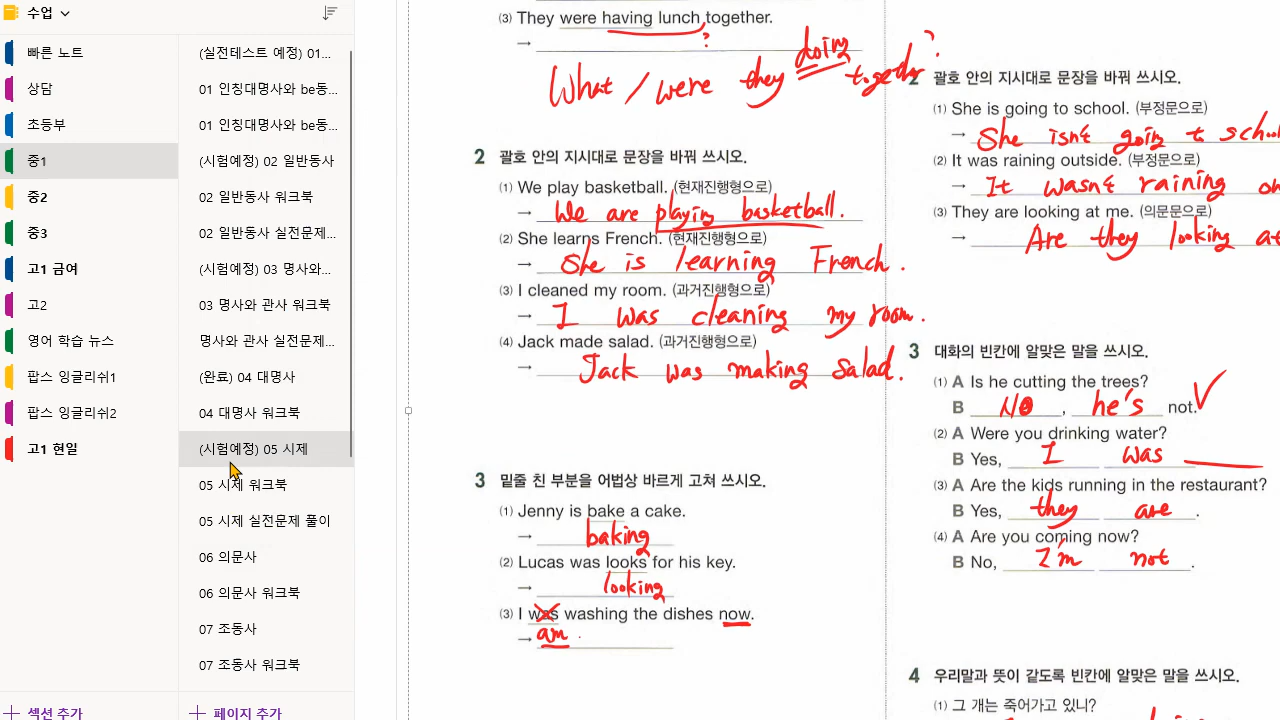 수업
빠른 노트
상담
초등부
중1
중2
중3
고1 금여
고2
영어 학습 뉴스
팝스 잉글리쉬1
팝스 잉글리쉬2
고1 현일
섹션 추가
(실전테스트 예정) 01...
01 인칭대명사와 be동...
01 인칭대명사와 be동...
(시험예정) 02 일반동사
02 일반동사 워크북
02 일반동사 실전문제...
(시험예정) 03 명사와...
03 명사와 관사 워크북
명사와 관사 실전문제...
(완료) 04 대명사
04 대명사 워크북
(시험예정) 05 시제
05 시제 워크북
05 시제 실전문제 풀이
06 의문사
06 의문사 워크북
07 조동사
07 조동사 워크북
페이지 추가
(3) They were having lunch together.
→
?
What / were they doing together?
2 괄호 안의 지시대로 문장을 바꿔 쓰시오.
(1) We play basketball. (현재진행형으로)
→ We are playing basketball.
(2) She learns French. (현재진행형으로)
→ She is learning French.
(3) I cleaned my room. (과거진행형으로)
→ I was cleaning my room.
(4) Jack made salad. (과거진행형으로)
→ Jack was making salad.
3 밑줄 친 부분을 어법상 바르게 고쳐 쓰시오.
(1) Jenny is bake a cake.
→ baking
(2) Lucas was looks for his key.
→ looking
(3) I was washing the dishes now.
→ am
2 괄호 안의 지시대로 문장을 바꿔 쓰시오.
(1) She is going to school. (부정문으로)
→ She isn't going to school
(2) It was raining outside. (부정문으로)
→ It wasn't raining
(3) They are looking at me. (의문문으로)
→ Are they looking at
3 대화의 빈칸에 알맞은 말을 쓰시오.
(1) A Is he cutting the trees?
B No, he's not.
(2) A Were you drinking water?
B Yes, I was
(3) A Are the kids running in the restaurant?
B Yes, they are.
(4) A Are you coming now?
B No, I'm not.
4 우리말과 뜻이 같도록 빈칸에 알맞은 말을 쓰시오.
(1) 그 개는 죽어가고 있니?